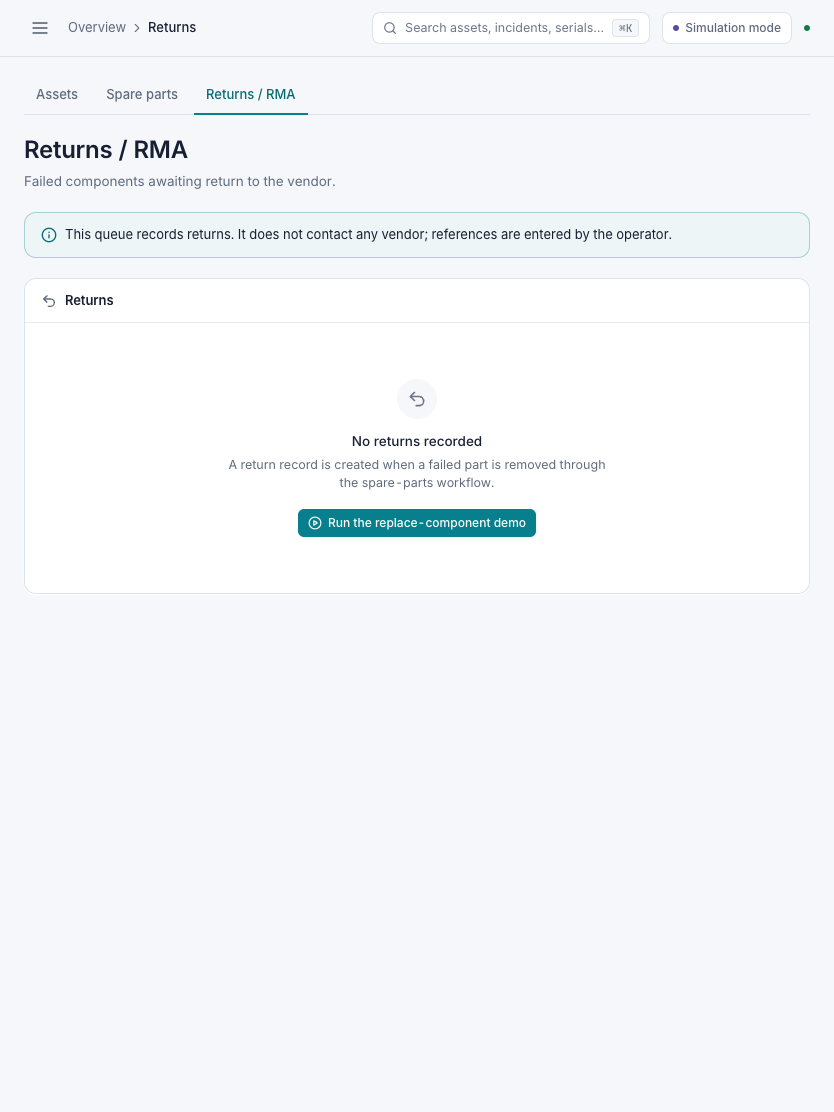 Overview > Returns
Search assets, incidents, serials... ⌘K
Simulation mode
Assets
Spare parts
Returns / RMA
Returns / RMA
Failed components awaiting return to the vendor.
This queue records returns. It does not contact any vendor; references are entered by the operator.
Returns
No returns recorded
A return record is created when a failed part is removed through
the spare-parts workflow.
Run the replace-component demo